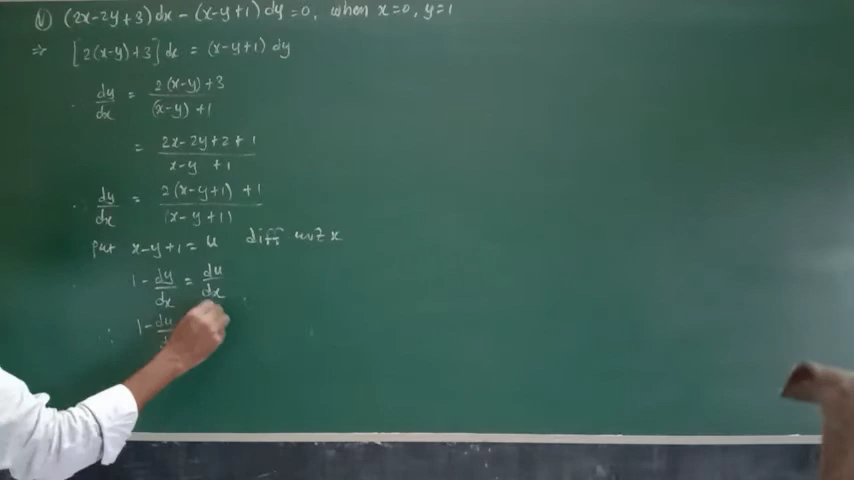 (2x-2y+3) dx - (x-y+1) dy = 0, when x=0, y=1
⇒ [2(x-y)+3] dx = (x-y+1) dy
∴ dy/dx = 2(x-y)+3 / (x-y)+1
= 2x-2y+2+1 / x-y+1
∴ dy/dx = 2(x-y+1)+1 / (x-y+1)
put x-y+1 = u diff w.r.t x
1 - dy/dx = du/dx
∴ 1 - du